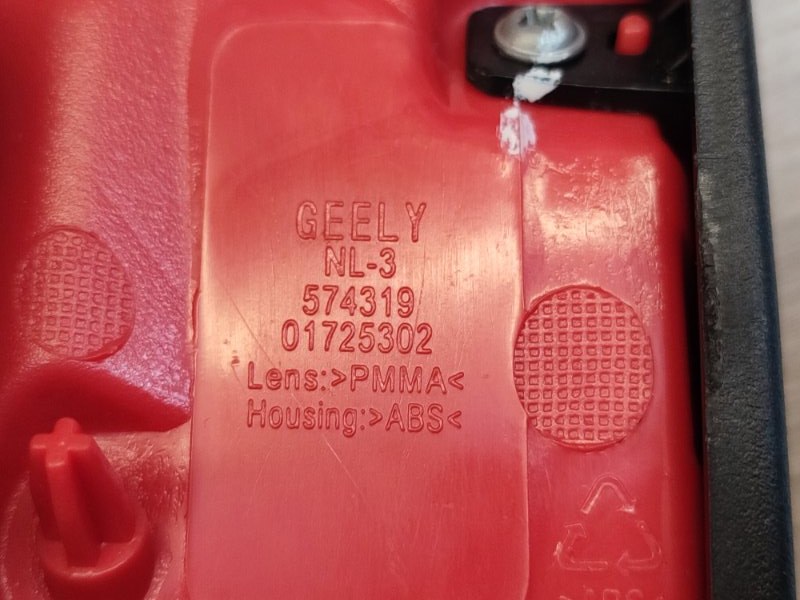 GEELY
NL-3
574319
01725302
Lens:>PMMA<
Housing:>ABS<